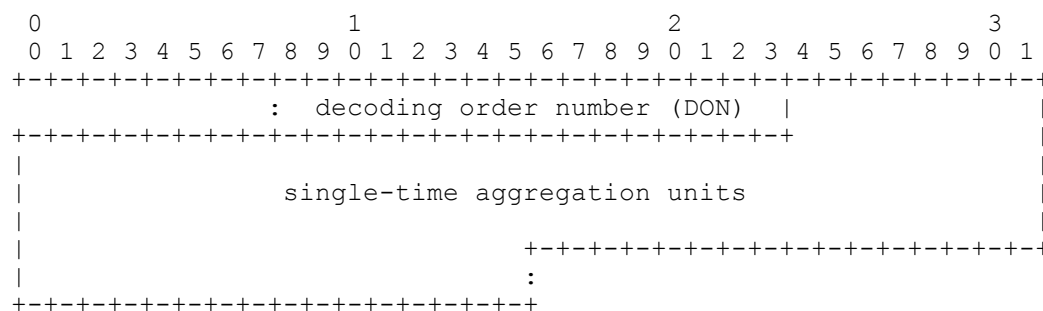 0                   1                   2                   3
 0 1 2 3 4 5 6 7 8 9 0 1 2 3 4 5 6 7 8 9 0 1 2 3 4 5 6 7 8 9 0 1
+-+-+-+-+-+-+-+-+-+-+-+-+-+-+-+-+-+-+-+-+-+-+-+-+-+-+-+-+-+-+-+-+
                :  decoding order number (DON)  |               |
+-+-+-+-+-+-+-+-+-+-+-+-+-+-+-+-+-+-+-+-+-+-+-+-+               |
|                                                               |
|                single-time aggregation units                  |
|                                                               |
|                               +-+-+-+-+-+-+-+-+-+-+-+-+-+-+-+-+
|                               :
+-+-+-+-+-+-+-+-+-+-+-+-+-+-+-+-+